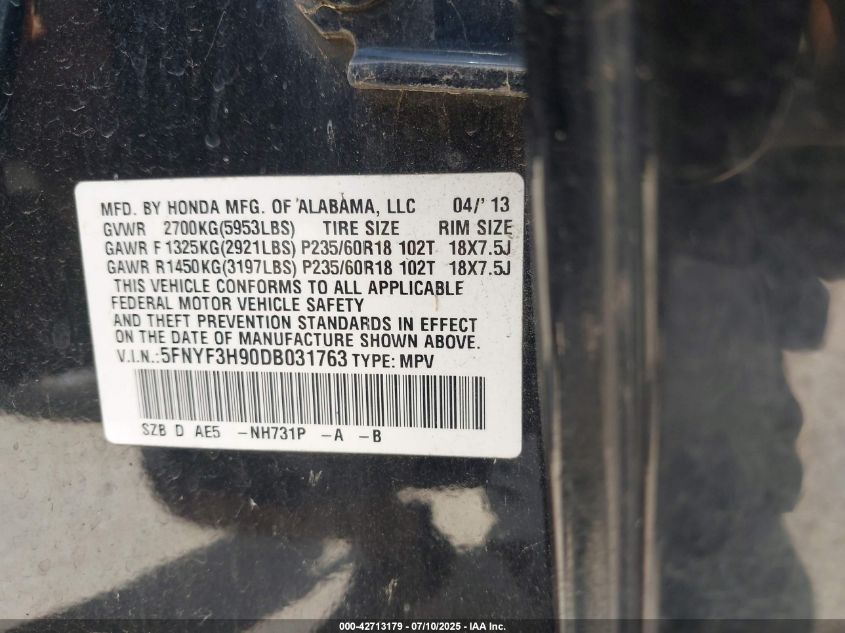 MFD. BY HONDA MFG. OF ALABAMA, LLC 04/' 13
GVWR 2700KG(5953LBS) TIRE SIZE RIM SIZE
GAWR F 1325KG(2921LBS) P235/60R18 102T 18X7.5J
GAWR R1450KG(3197LBS) P235/60R18 102T 18X7.5J
THIS VEHICLE CONFORMS TO ALL APPLICABLE
FEDERAL MOTOR VEHICLE SAFETY
AND THEFT PREVENTION STANDARDS IN EFFECT
ON THE DATE OF MANUFACTURE SHOWN ABOVE.
V.I.N.:5FNYF3H90DB031763 TYPE: MPV
SZB D AE5 -NH731P -A -B
000-42713179 - 07/10/2025 - IAA Inc.